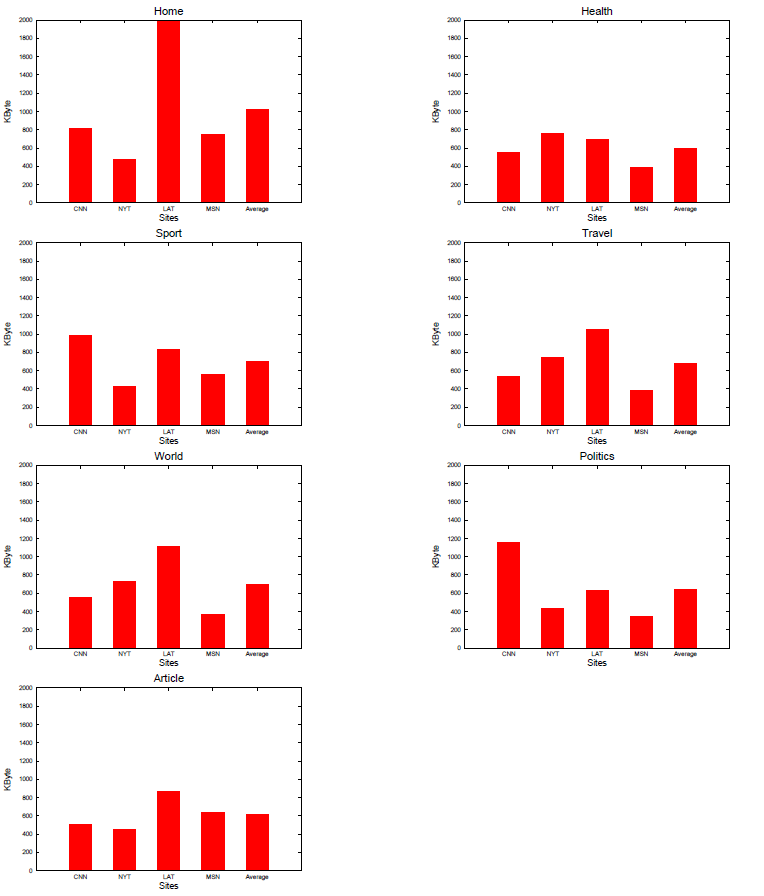 Home
2000
1800
1600
1400
1200
1000
800
600
400
200
0
KByte
CNN NYT LAT MSN Average
Sites
Health
2000
1800
1600
1400
1200
1000
800
600
400
200
0
KByte
CNN NYT LAT MSN Average
Sites
Sport
2000
1800
1600
1400
1200
1000
800
600
400
200
0
KByte
CNN NYT LAT MSN Average
Sites
Travel
2000
1800
1600
1400
1200
1000
800
600
400
200
0
KByte
CNN NYT LAT MSN Average
Sites
World
2000
1800
1600
1400
1200
1000
800
600
400
200
0
KByte
CNN NYT LAT MSN Average
Sites
Politics
2000
1800
1600
1400
1200
1000
800
600
400
200
0
KByte
CNN NYT LAT MSN Average
Sites
Article
2000
1800
1600
1400
1200
1000
800
600
400
200
0
KByte
CNN NYT LAT MSN Average
Sites